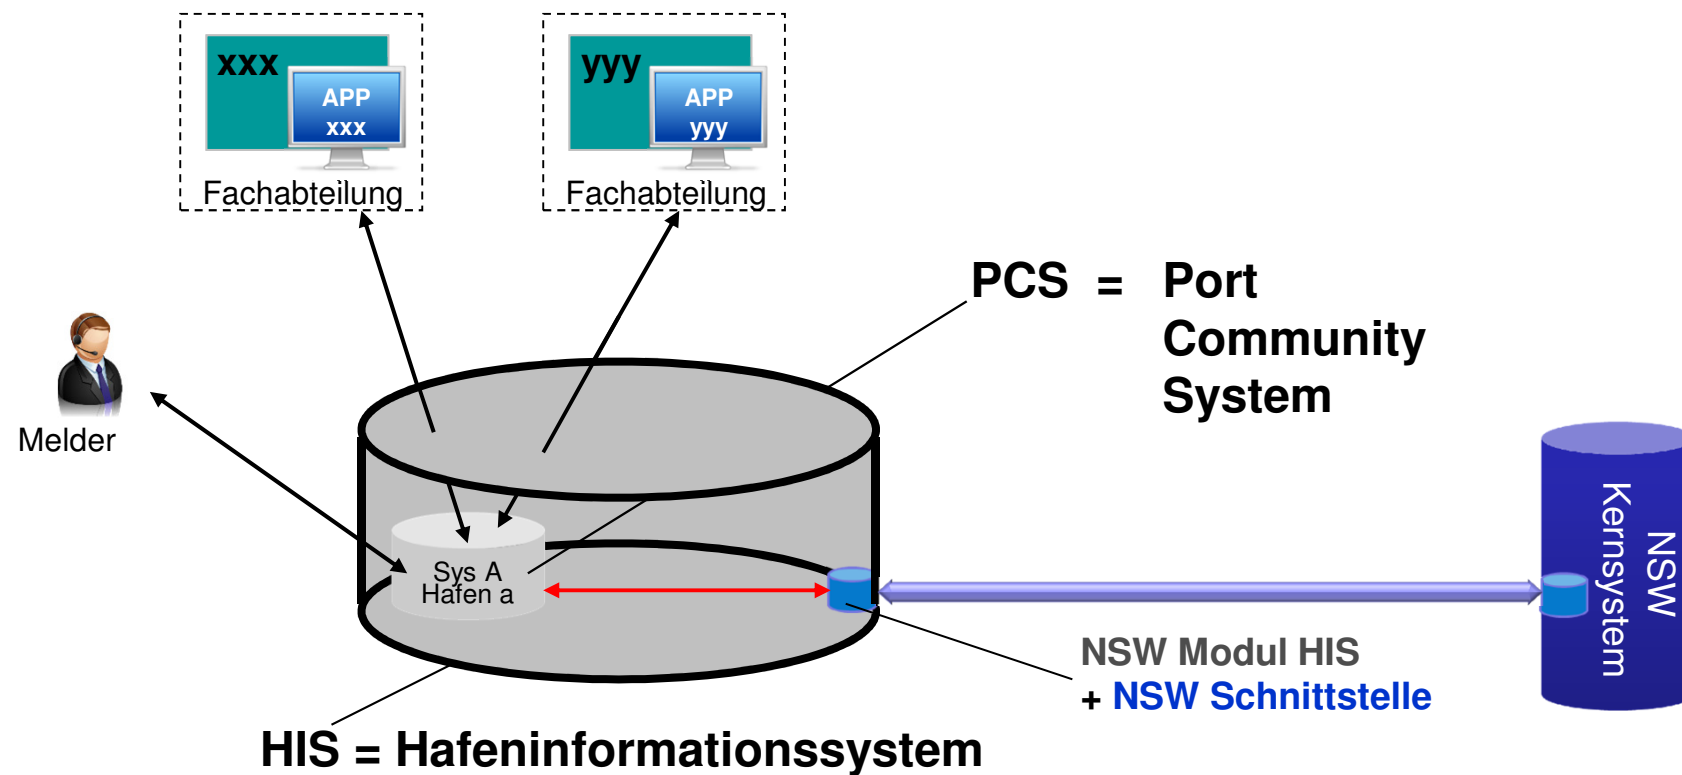 xxx
APP
xxx
Fachabteilung
yyy
APP
yyy
Fachabteilung
PCS = Port
Community
System
Melder
Sys A
Hafen a
NSW
Kernsystem
NSW Modul HIS
+ NSW Schnittstelle
HIS = Hafeninformationssystem